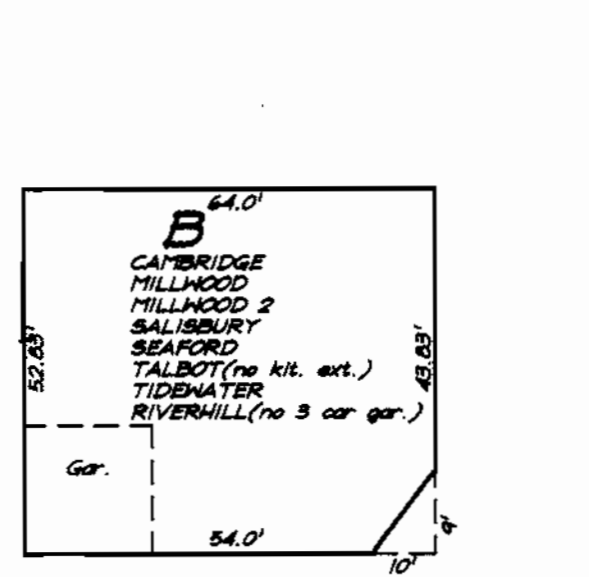 64.0'
B
CAMBRIDGE
MILLWOOD
MILLWOOD 2
SALISBURY
SEAFORD
TALBOT(no kit. ext.)
TIDEWATER
RIVERHILL(no 3 car gar.)
52.83'
43.83'
Gar.
54.0'
9'
10'